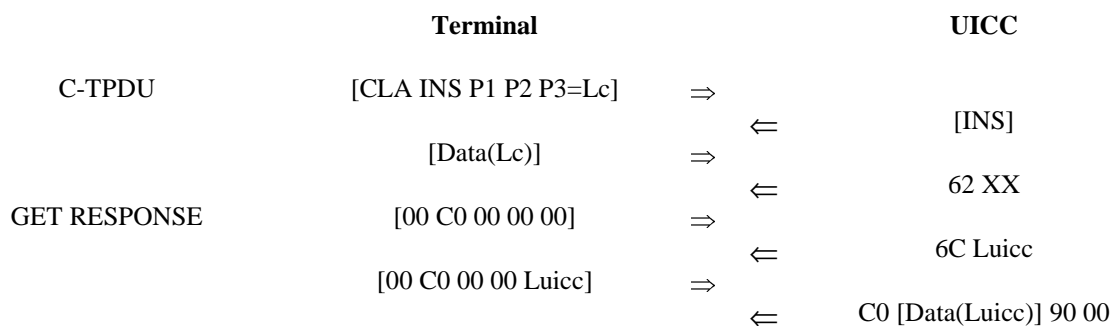 Terminal UICC
C-TPDU [CLA INS P1 P2 P3=Lc] ⇒
⇐ [INS]
[Data(Lc)] ⇒
⇐ 62 XX
GET RESPONSE [00 C0 00 00 00] ⇒
⇐ 6C Luicc
[00 C0 00 00 Luicc] ⇒
⇐ C0 [Data(Luicc)] 90 00